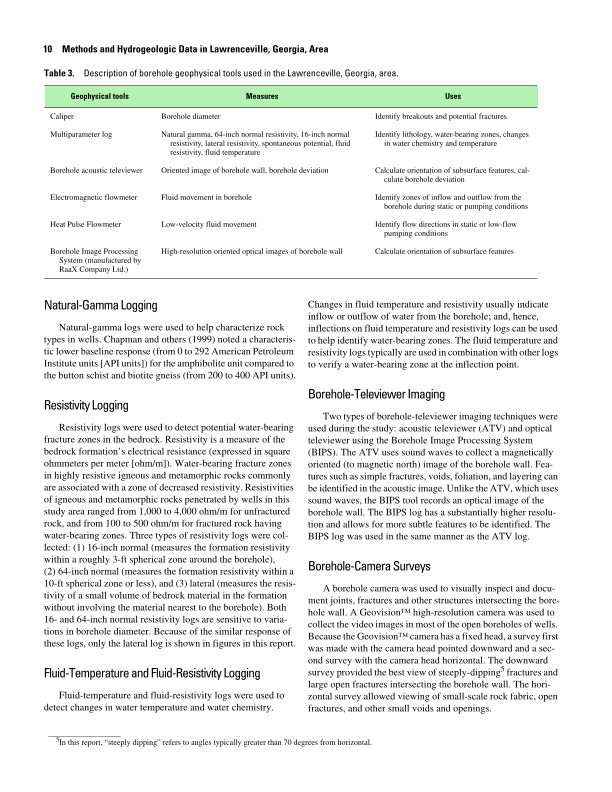 10 Methods and Hydrogeologic Data in Lawrenceville, Georgia, Area
Table 3. Description of borehole geophysical tools used in the Lawrenceville, Georgia, area.
Geophysical tools Measures Uses
Caliper Borehole diameter Identify breakouts and potential fractures
Multiparameter log Natural gamma, 64-inch normal resistivity, 16-inch normal Identify lithology, water-bearing zones, changes
resistivity, lateral resistivity, spontaneous potential, fluid in water chemistry and temperature
resistivity, fluid temperature
Borehole acoustic televiewer Oriented image of borehole wall, borehole deviation Calculate orientation of subsurface features, cal-
culate borehole deviation
Electromagnetic flowmeter Fluid movement in borehole Identify zones of inflow and outflow from the
borehole during static or pumping conditions
Heat Pulse Flowmeter Low-velocity fluid movement Identify flow directions in static or low-flow
pumping conditions
Borehole Image Processing High-resolution oriented optical images of borehole wall Calculate orientation of subsurface features
System (manufactured by
RaaX Company Ltd.)
Natural-Gamma Logging
Natural-gamma logs were used to help characterize rock
types in wells. Chapman and others (1999) noted a characteris-
tic lower baseline response (from 0 to 292 American Petroleum
Institute units [API units]) for the amphibolite unit compared to
the button schist and biotite gneiss (from 200 to 400 API units).
Resistivity Logging
Resistivity logs were used to detect potential water-bearing
fracture zones in the bedrock. Resistivity is a measure of the
bedrock formation's electrical resistance (expressed in square
ohmmeters per meter [ohm/m]). Water-bearing fracture zones
in highly resistive igneous and metamorphic rocks commonly
are associated with a zone of decreased resistivity. Resistivities
of igneous and metamorphic rocks penetrated by wells in this
study area ranged from 1,000 to 4,000 ohm/m for unfractured
rock, and from 100 to 500 ohm/m for fractured rock having
water-bearing zones. Three types of resistivity logs were col-
lected: (1) 16-inch normal (measures the formation resistivity
within a roughly 3-ft spherical zone around the borehole),
(2) 64-inch normal (measures the formation resistivity within a
10-ft spherical zone or less), and (3) lateral (measures the resis-
tivity of a small volume of bedrock material in the formation
without involving the material nearest to the borehole). Both
16- and 64-inch normal resistivity logs are sensitive to varia-
tions in borehole diameter. Because of the similar response of
these logs, only the lateral log is shown in figures in this report.
Fluid-Temperature and Fluid-Resistivity Logging
Fluid-temperature and fluid-resistivity logs were used to
detect changes in water temperature and water chemistry.
Changes in fluid temperature and resistivity usually indicate
inflow or outflow of water from the borehole; and, hence,
inflections on fluid temperature and resistivity logs can be used
to help identify water-bearing zones. The fluid temperature and
resistivity logs typically are used in combination with other logs
to verify a water-bearing zone at the inflection point.
Borehole-Televiewer Imaging
Two types of borehole-televiewer imaging techniques were
used during the study: acoustic televiewer (ATV) and optical
televiewer using the Borehole Image Processing System
(BIPS). The ATV uses sound waves to collect a magnetically
oriented (to magnetic north) image of the borehole wall. Fea-
tures such as simple fractures, voids, foliation, and layering can
be identified in the acoustic image. Unlike the ATV, which uses
sound waves, the BIPS tool records an optical image of the
borehole wall. The BIPS log has a substantially higher resolu-
tion and allows for more subtle features to be identified. The
BIPS log was used in the same manner as the ATV log.
Borehole-Camera Surveys
A borehole camera was used to visually inspect and docu-
ment joints, fractures and other structures intersecting the bore-
hole wall. A Geovision™ high-resolution camera was used to
collect the video images in most of the open boreholes of wells.
Because the Geovision™ camera has a fixed head, a survey first
was made with the camera head pointed downward and a sec-
ond survey with the camera head horizontal. The downward
survey provided the best view of steeply-dipping5 fractures and
large open fractures intersecting the borehole wall. The hori-
zontal survey allowed viewing of small-scale rock fabric, open
fractures, and other small voids and openings.
5In this report, "steeply dipping" refers to angles typically greater than 70 degrees from horizontal.